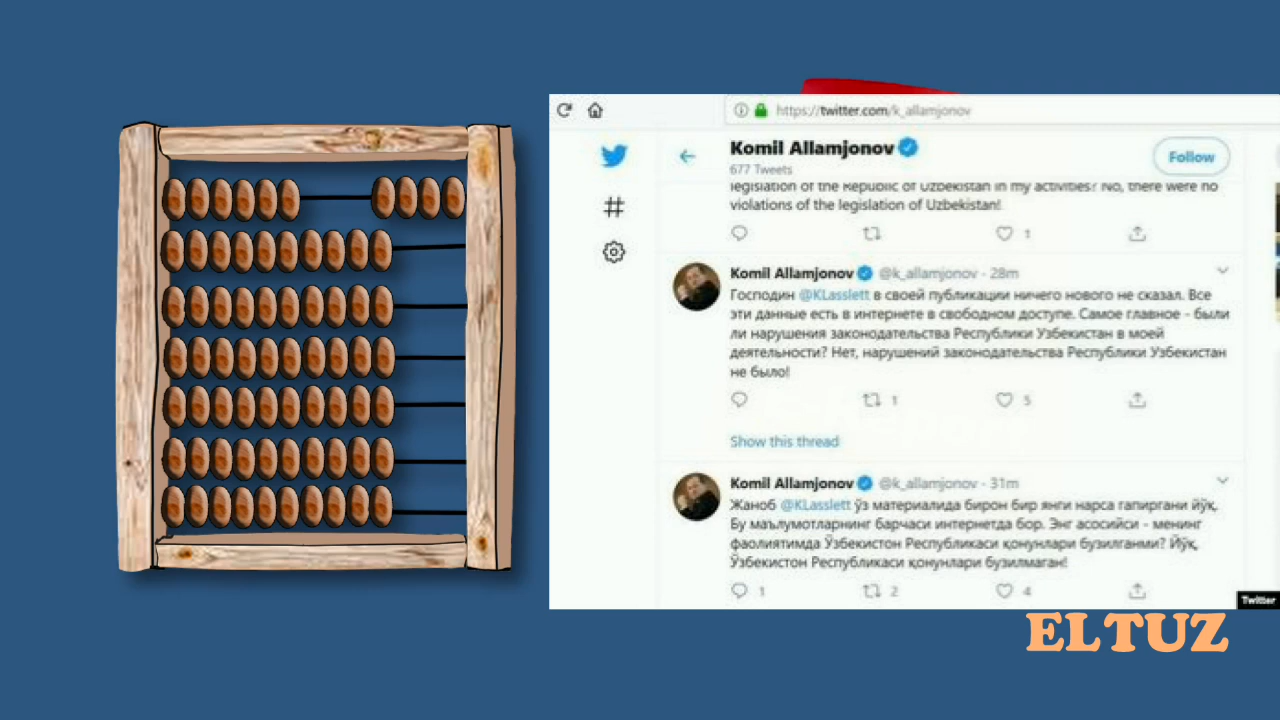 https://twitter.com/k_allamjonov
Komil Allamjonov
677 Tweets
Follow
legislation of the Republic of Uzbekistan in my activities? No, there were no
violations of the legislation of Uzbekistan!
1
Komil Allamjonov @k_allamjonov - 28m
Господин @KLasslett в своей публикации ничего нового не сказал. Все
эти данные есть в интернете в свободном доступе. Самое главное - были
ли нарушения законодательства Республики Узбекистан в моей
деятельности? Нет, нарушений законодательства Республики Узбекистан
не было!
1 5
Show this thread
Komil Allamjonov @k_allamjonov - 31m
Жаноб @KLasslett ўз материалида бирон бир янги нарса гапиргани йўқ.
Бу маълумотларнинг барчаси интернетда бор. Энг асосийси - менинг
фаолиятимда Ўзбекистон Республикаси қонунлари бузилганми? Йўқ,
Ўзбекистон Республикаси қонунлари бузилмаган!
1 2 4
Twitter
ELTUZ